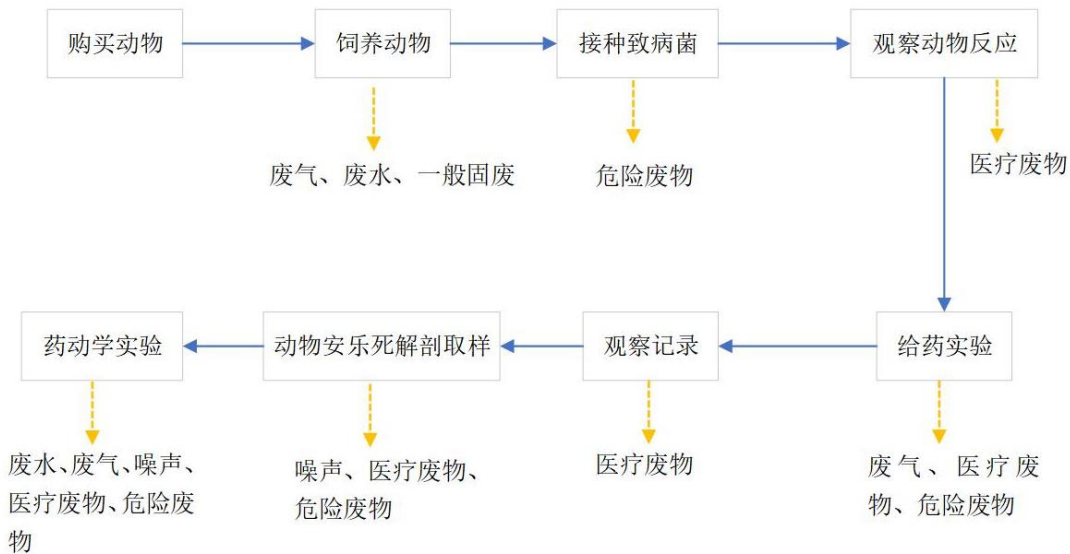 购买动物
饲养动物
接种致病菌
观察动物反应
废气、废水、一般固废
危险废物
医疗废物
药动学实验
动物安乐死解剖取样
观察记录
给药实验
废水、废气、噪声、
医疗废物、危险废
物
噪声、医疗废物、
危险废物
医疗废物
废气、医疗废
物、危险废物